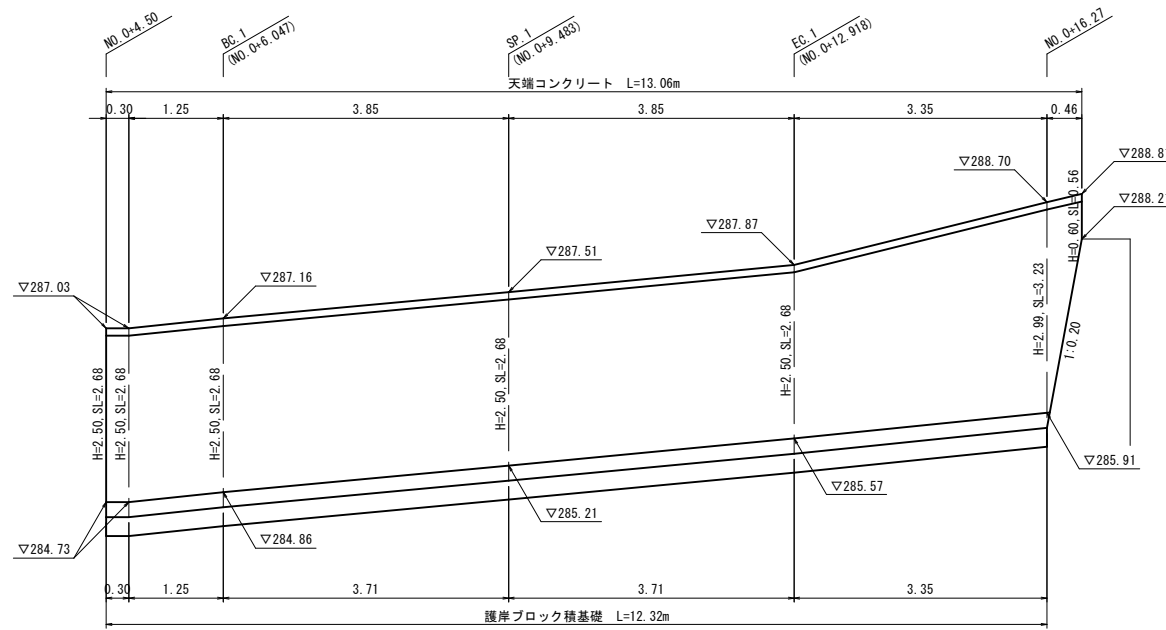 NO.0+4.50
BC.1
(NO.0+6.047)
SP.1
(NO.0+9.483)
EC.1
(NO.0+12.918)
NO.0+16.27
天端コンクリート L=13.06m
0.30
1.25
3.85
3.85
3.35
0.46
▽288.70
▽288.81
▽288.21
H=0.60, SL=0.56
▽287.87
▽287.51
▽287.16
▽287.03
H=2.50, SL=2.68
H=2.50, SL=2.68
H=2.50, SL=2.68
H=2.50, SL=2.68
H=2.50, SL=2.68
H=2.99, SL=3.23
1:0.20
▽285.91
▽285.57
▽285.21
▽284.86
▽284.73
0.30
1.25
3.71
3.71
3.35
護岸ブロック積基礎 L=12.32m